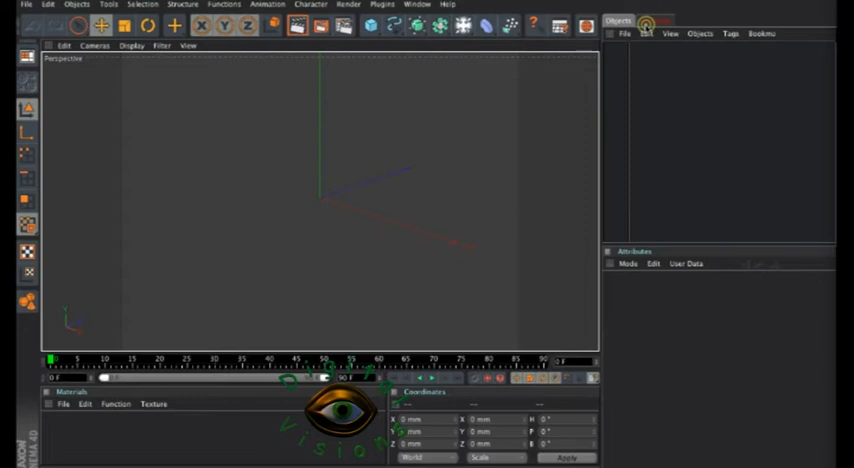 File Edit Objects Tools Selection Structure Functions Animation Character Render Plugins Window Help
Objects
Edit Cameras Display Filter View
File Edit View Objects Tags Bookma
Perspective
X Y Z
Attributes
Mode Edit User Data
Y
0 5 10 15 20 25 30 35 40 45 50 55 60 65 70 75 80 85 90 0 F
0 F 90 F
Materials
Coordinates
File Edit Function Texture
X 0 mm X 0 mm H 0 °
Y 0 mm Y 0 mm P 0 °
Z 0 mm Z 0 mm B 0 °
World Scale Apply
Digital
Visions
MAXON
CINEMA 4D